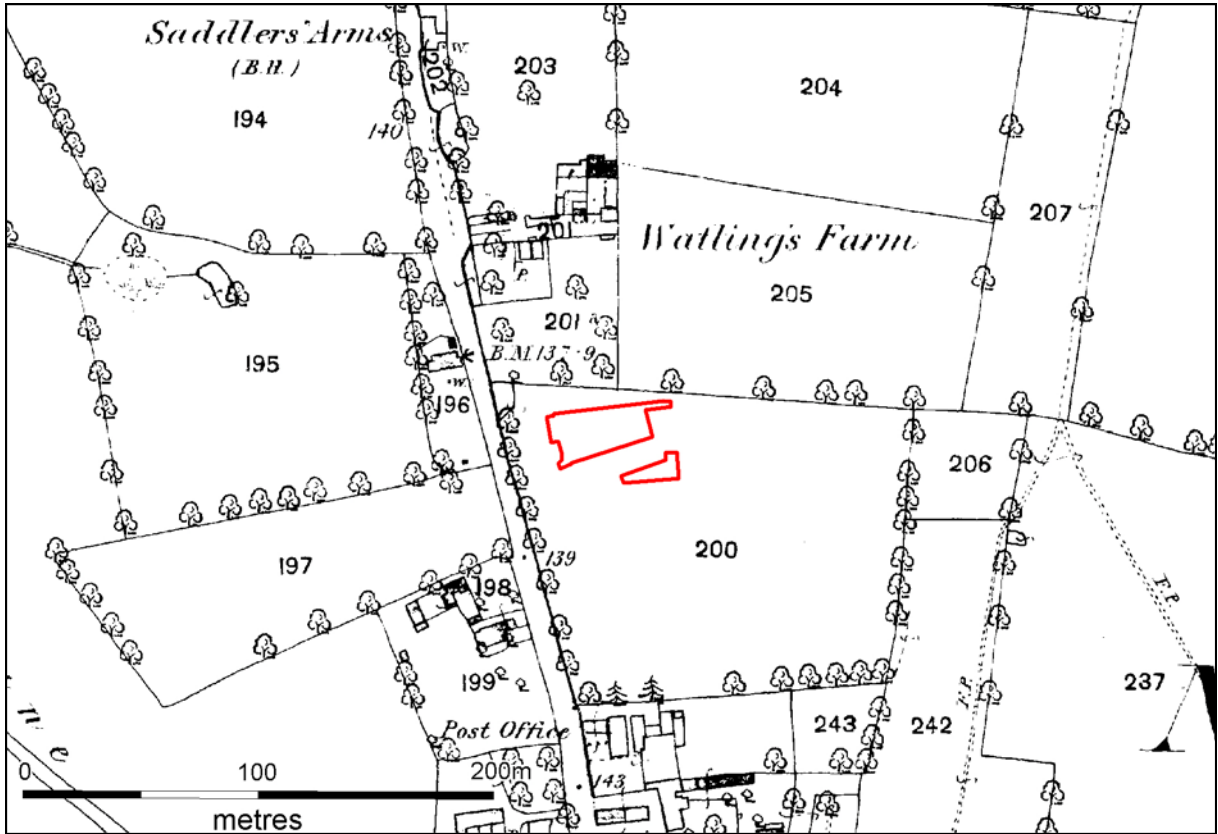 Saddlers' Arms
(B.H.)
194
202
W.
203
204
140
207
201
Watling's Farm
205
P.
201
195
B.M. 137·9
W.
196
206
197
139
200
198
F.P.
199
F.P.
237
243
242
Post Office
n e
143
0 100 200m
metres